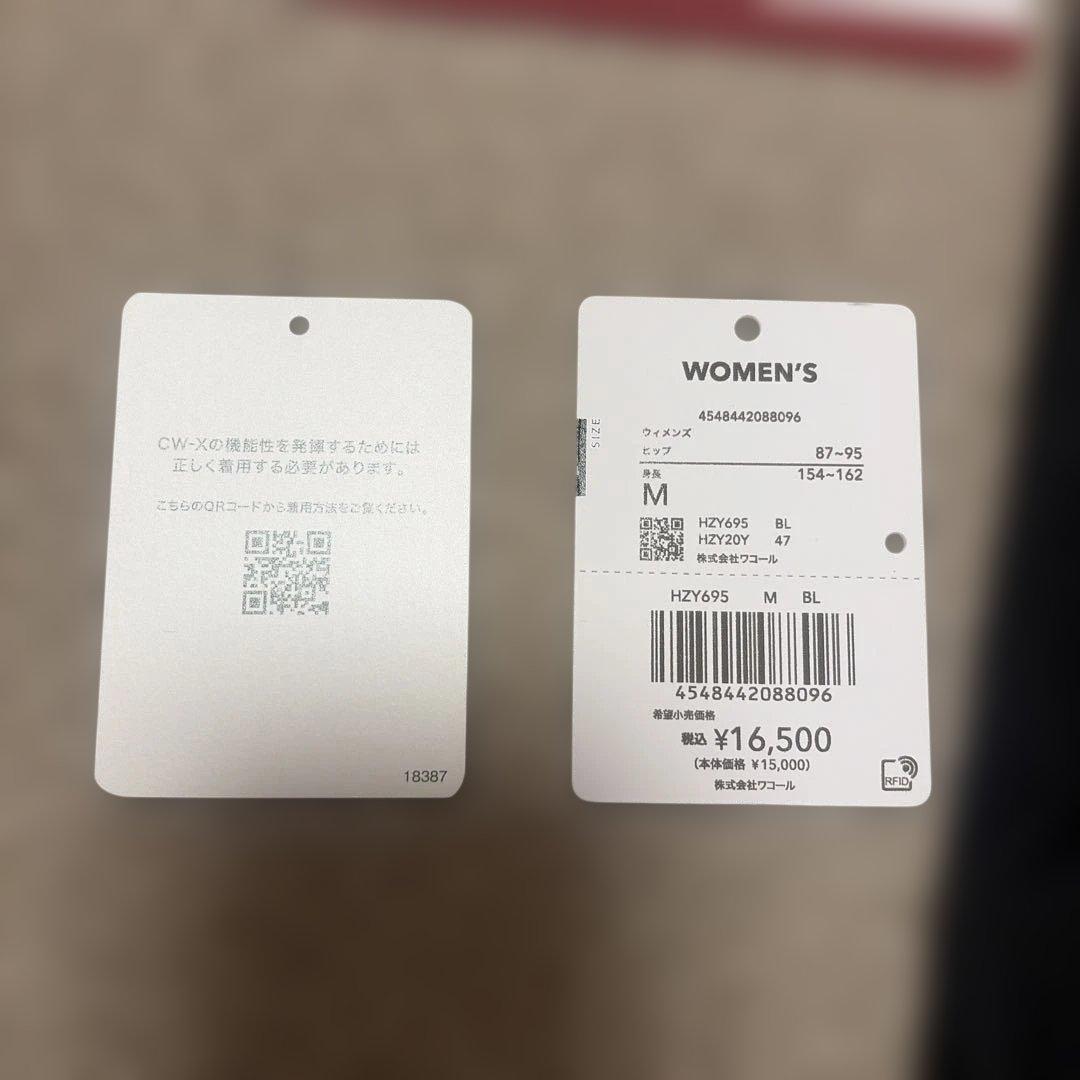 CW-Xの機能性を発揮するためには
正しく着用する必要があります。
こちらのQRコードから着用方法をご覧ください。
18387
WOMEN'S
4548442088096
SIZE
ウィメンズ
ヒップ 87~95
身長 154~162
M
HZY695 BL
HZY20Y 47
株式会社ワコール
HZY695 M BL
4548442088096
希望小売価格
税込 ¥16,500
(本体価格 ¥15,000)
株式会社ワコール
RFID